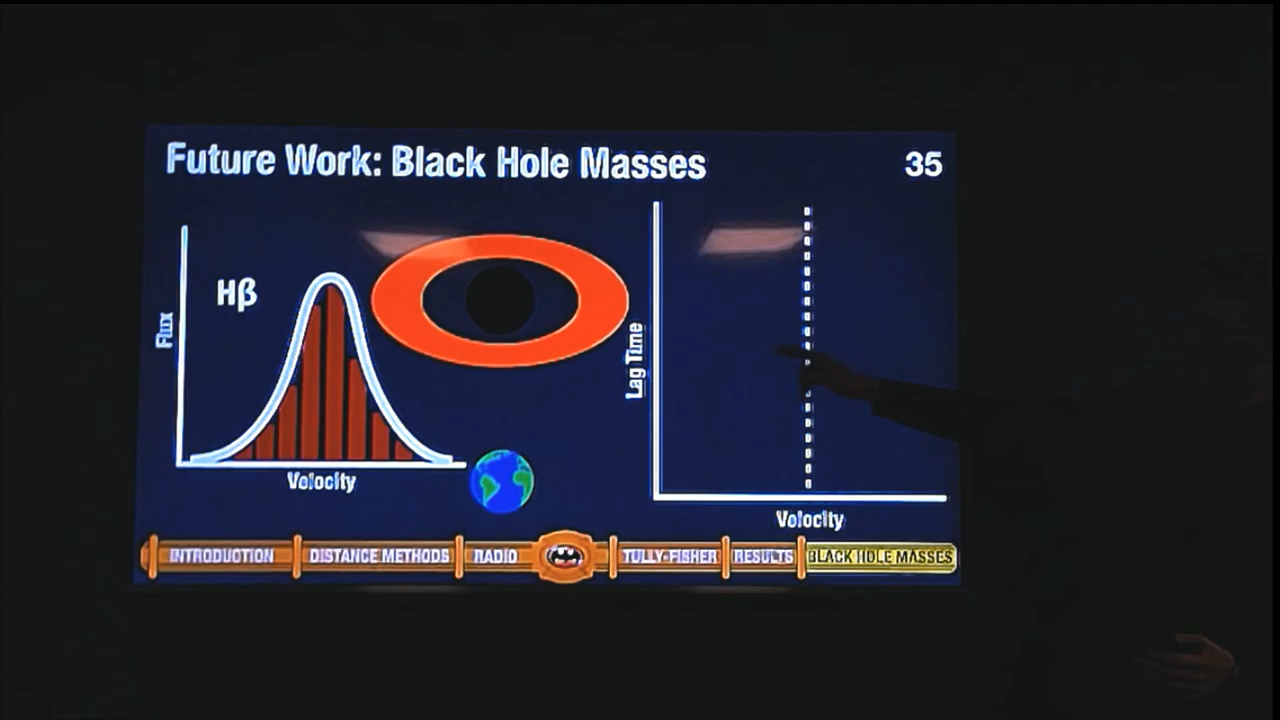 Future Work: Black Hole Masses
35
Hβ
Flux
Velocity
Lag Time
Velocity
INTRODUCTION
DISTANCE METHODS
RADIO
TULLY-FISHER
RESULTS
BLACK HOLE MASSES